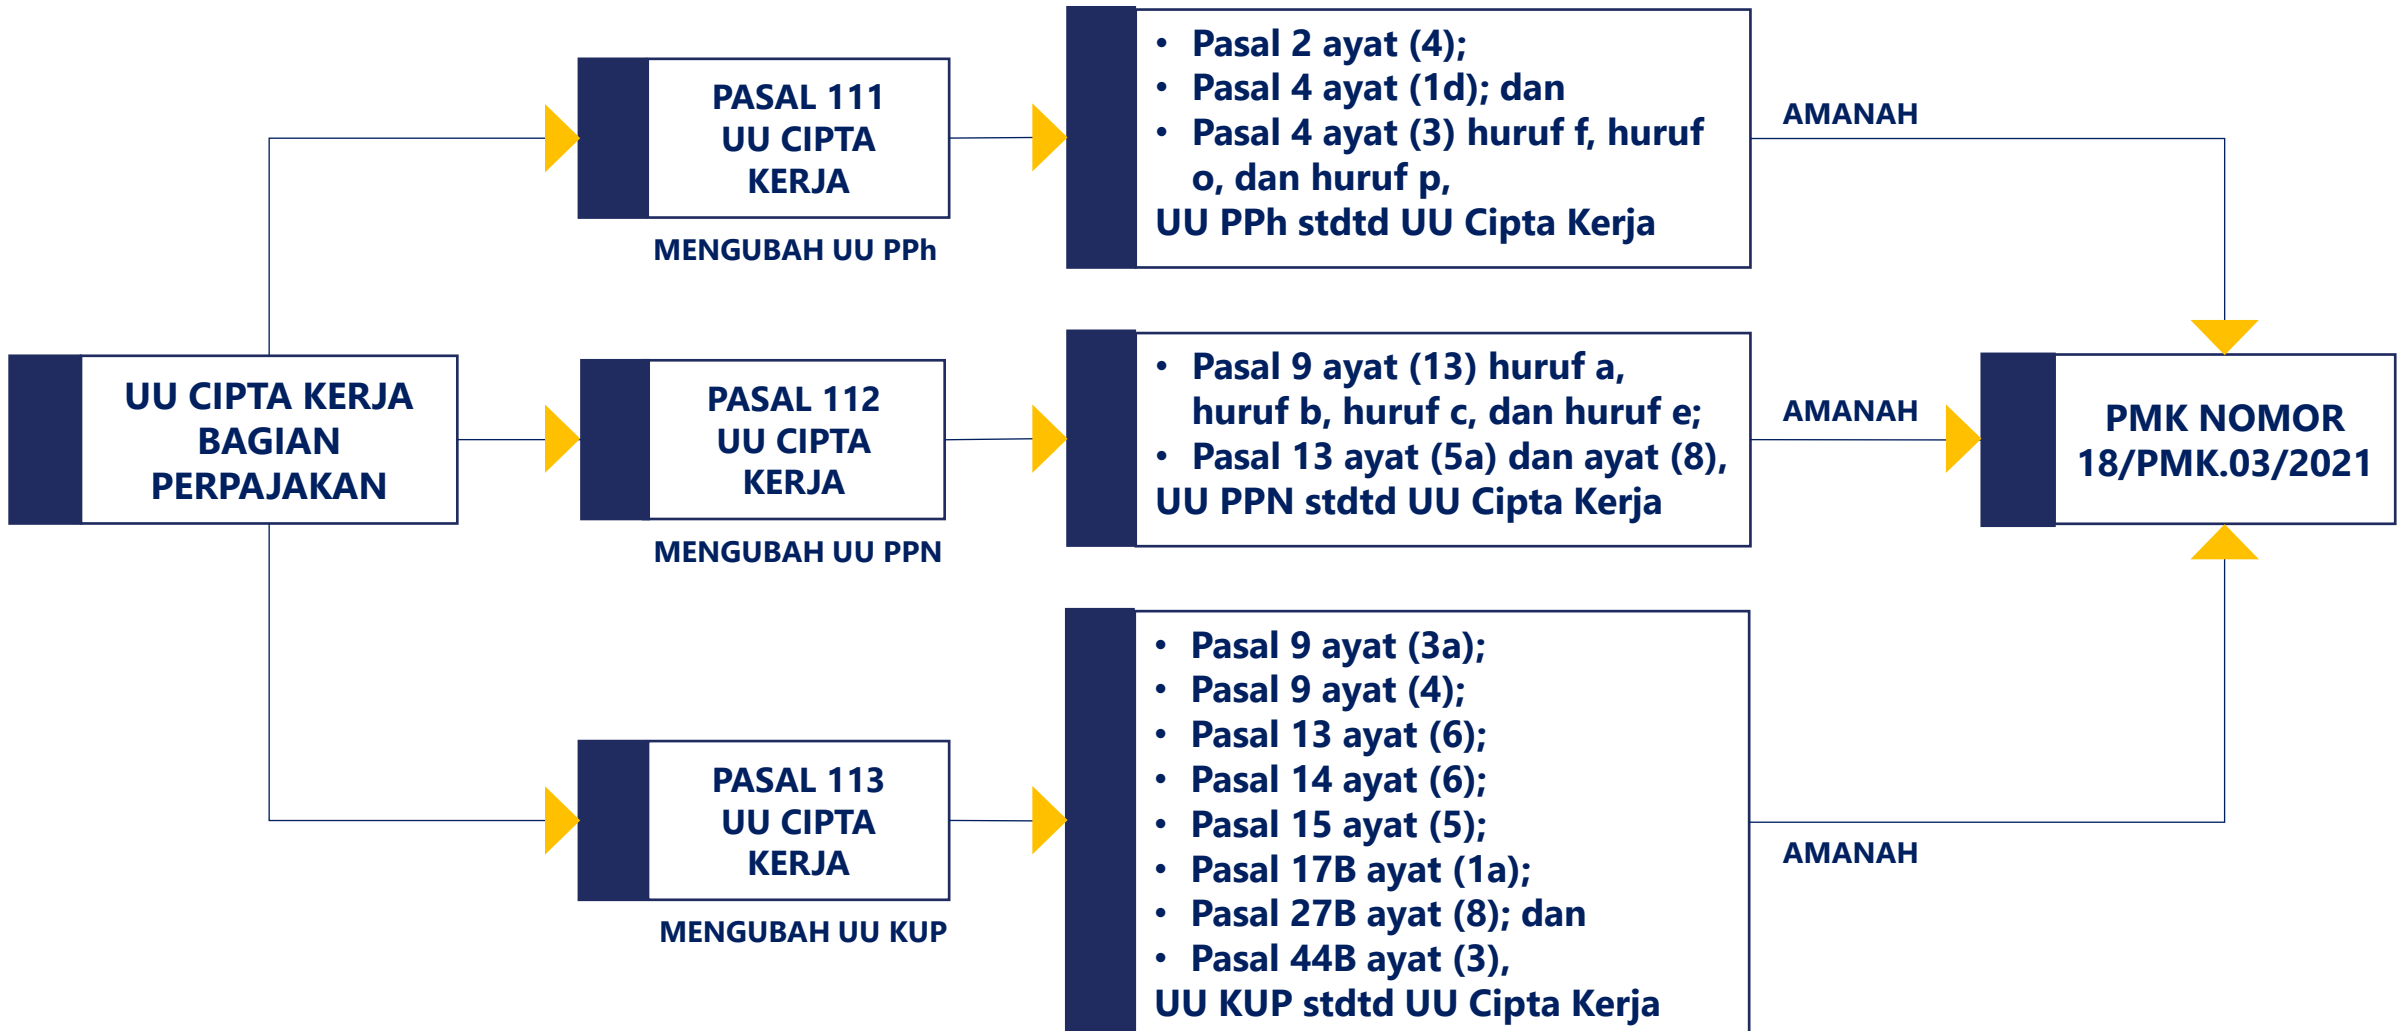 UU CIPTA KERJA
BAGIAN
PERPAJAKAN
PASAL 111
UU CIPTA
KERJA
MENGUBAH UU PPh
• Pasal 2 ayat (4);
• Pasal 4 ayat (1d); dan
• Pasal 4 ayat (3) huruf f, huruf
o, dan huruf p,
UU PPh stdtd UU Cipta Kerja
AMANAH
PASAL 112
UU CIPTA
KERJA
MENGUBAH UU PPN
• Pasal 9 ayat (13) huruf a,
huruf b, huruf c, dan huruf e;
• Pasal 13 ayat (5a) dan ayat (8),
UU PPN stdtd UU Cipta Kerja
AMANAH
PASAL 113
UU CIPTA
KERJA
MENGUBAH UU KUP
• Pasal 9 ayat (3a);
• Pasal 9 ayat (4);
• Pasal 13 ayat (6);
• Pasal 14 ayat (6);
• Pasal 15 ayat (5);
• Pasal 17B ayat (1a);
• Pasal 27B ayat (8); dan
• Pasal 44B ayat (3),
UU KUP stdtd UU Cipta Kerja
AMANAH
PMK NOMOR
18/PMK.03/2021